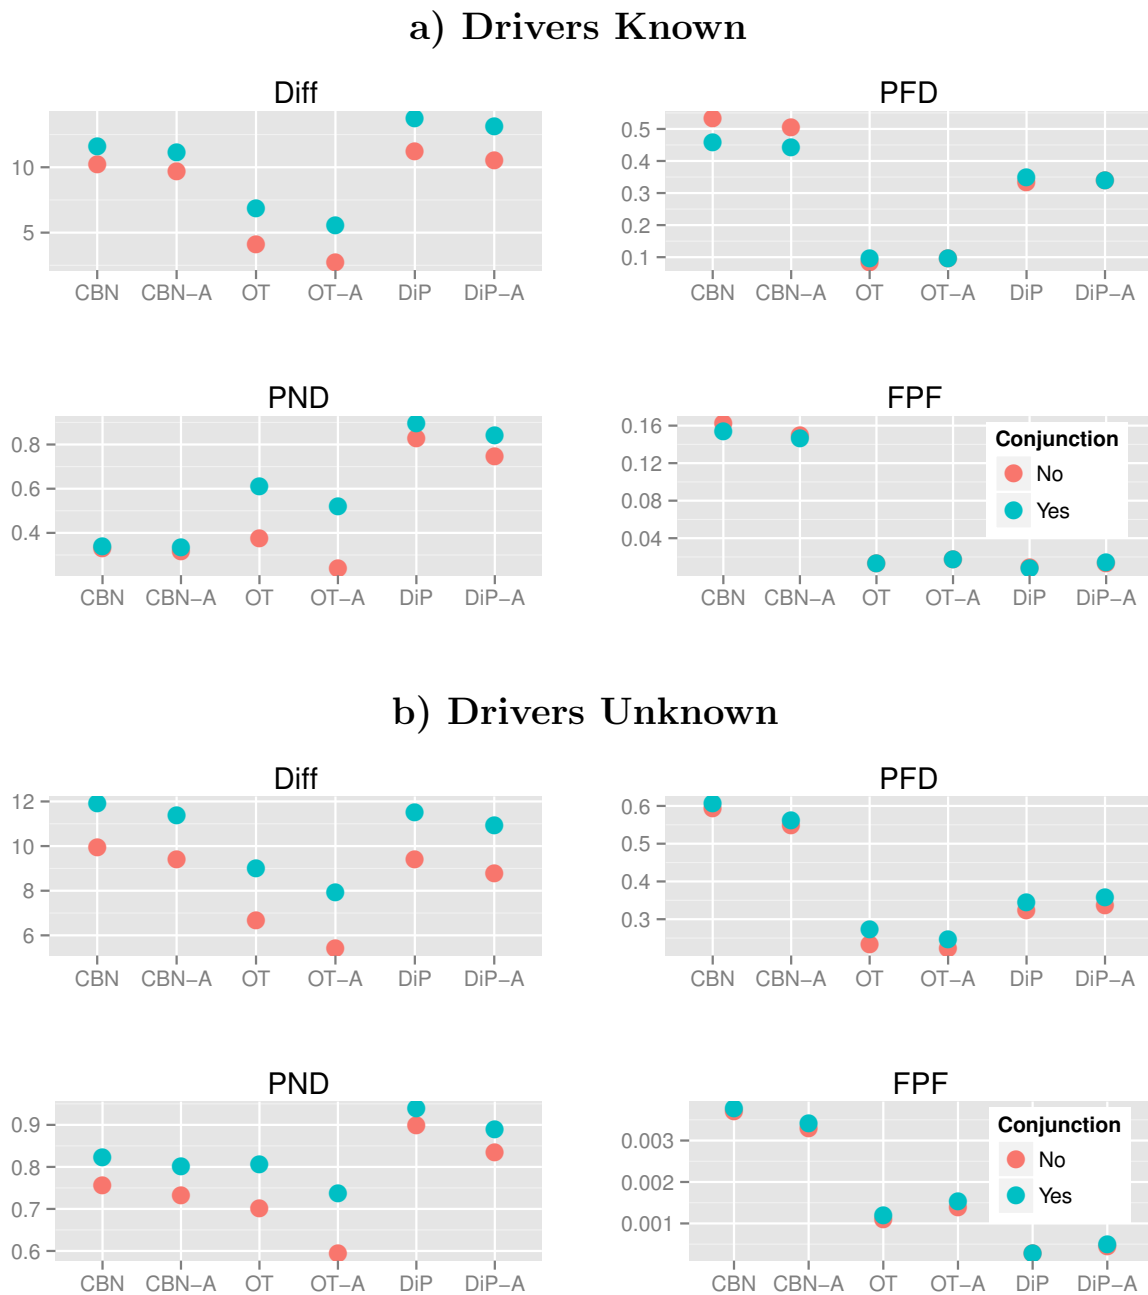 a) Drivers Known
Diff
10
5
CBN CBN−A OT OT−A DiP DiP−A
PFD
0.5
0.4
0.3
0.2
0.1
CBN CBN−A OT OT−A DiP DiP−A
PND
0.8
0.6
0.4
CBN CBN−A OT OT−A DiP DiP−A
FPF
0.16
0.12
0.08
0.04
Conjunction
No
Yes
CBN CBN−A OT OT−A DiP DiP−A
b) Drivers Unknown
Diff
12
10
8
6
CBN CBN−A OT OT−A DiP DiP−A
PFD
0.6
0.5
0.4
0.3
CBN CBN−A OT OT−A DiP DiP−A
PND
0.9
0.8
0.7
0.6
CBN CBN−A OT OT−A DiP DiP−A
FPF
0.003
0.002
0.001
Conjunction
No
Yes
CBN CBN−A OT OT−A DiP DiP−A